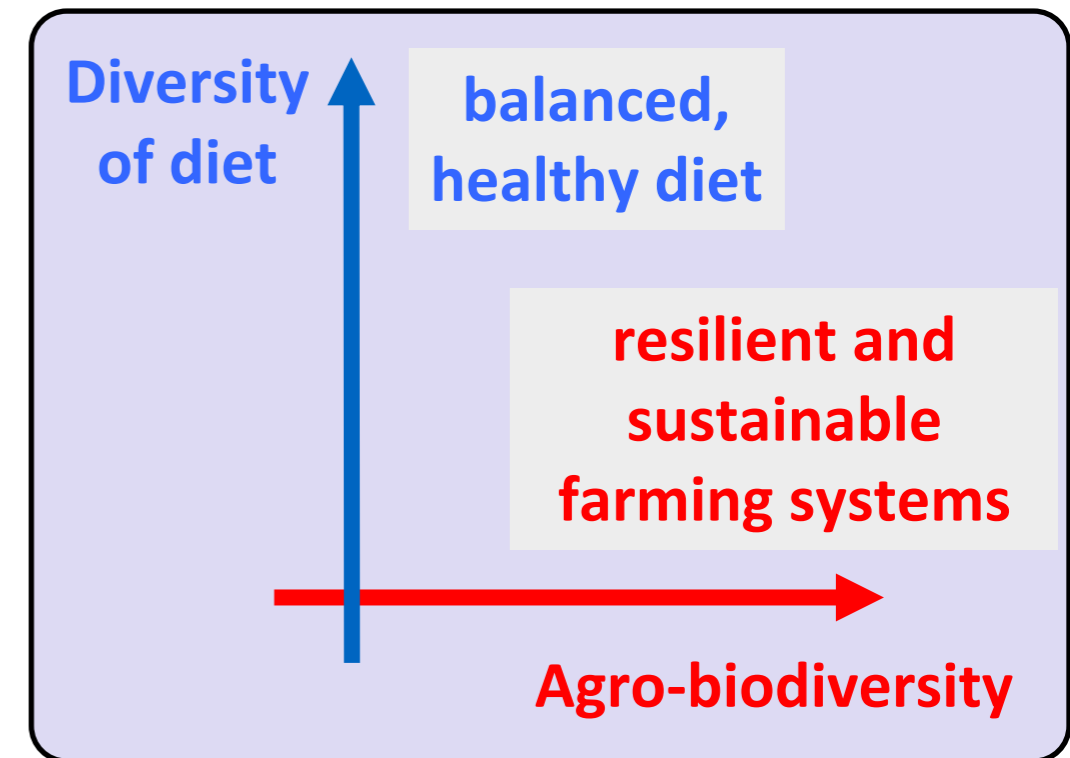 Diversity
of diet
balanced,
healthy diet
resilient and
sustainable
farming systems
Agro-biodiversity